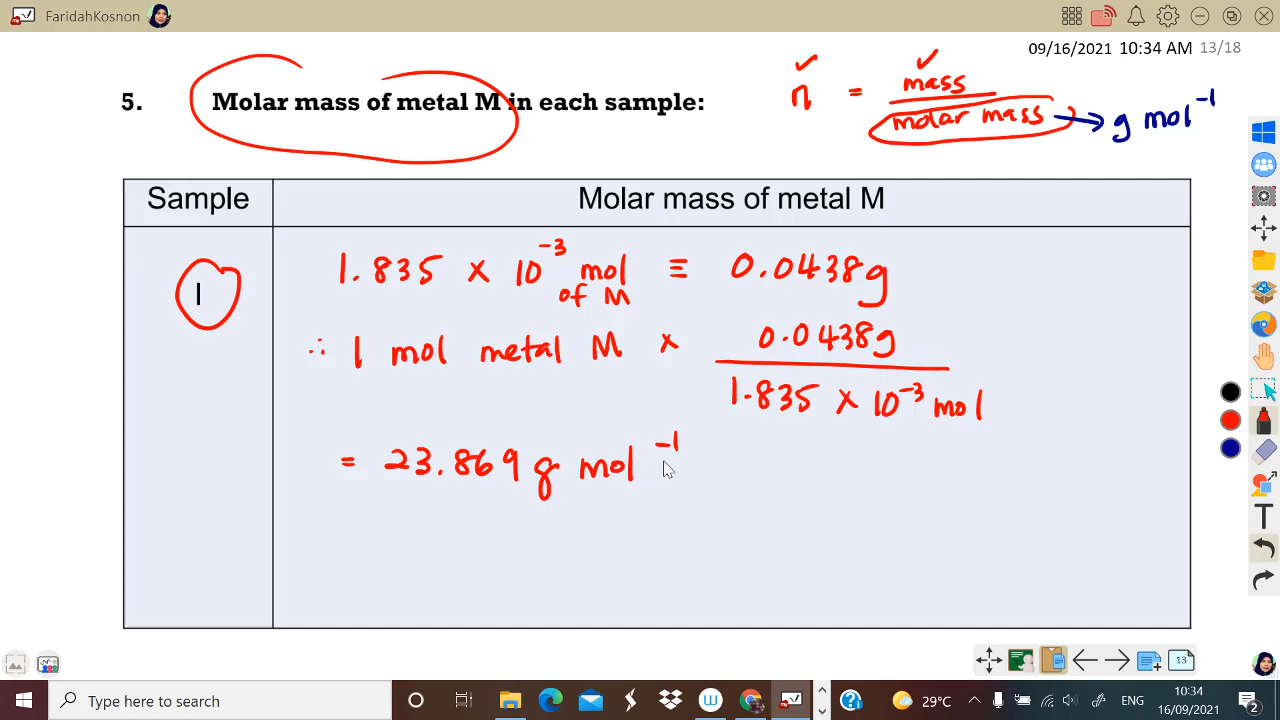 FaridahKosnon
09/16/2021 10:34 AM 13/18
5. Molar mass of metal M in each sample:
n = mass / molar mass → g mol⁻¹
Sample Molar mass of metal M
1
1.835 × 10⁻³ mol of M ≡ 0.0438g
∴ 1 mol metal M × 0.0438g / 1.835 × 10⁻³ mol
= 23.869 g mol⁻¹
T
13
Type here to search
W
29°C ENG 10:34
16/09/2021
2